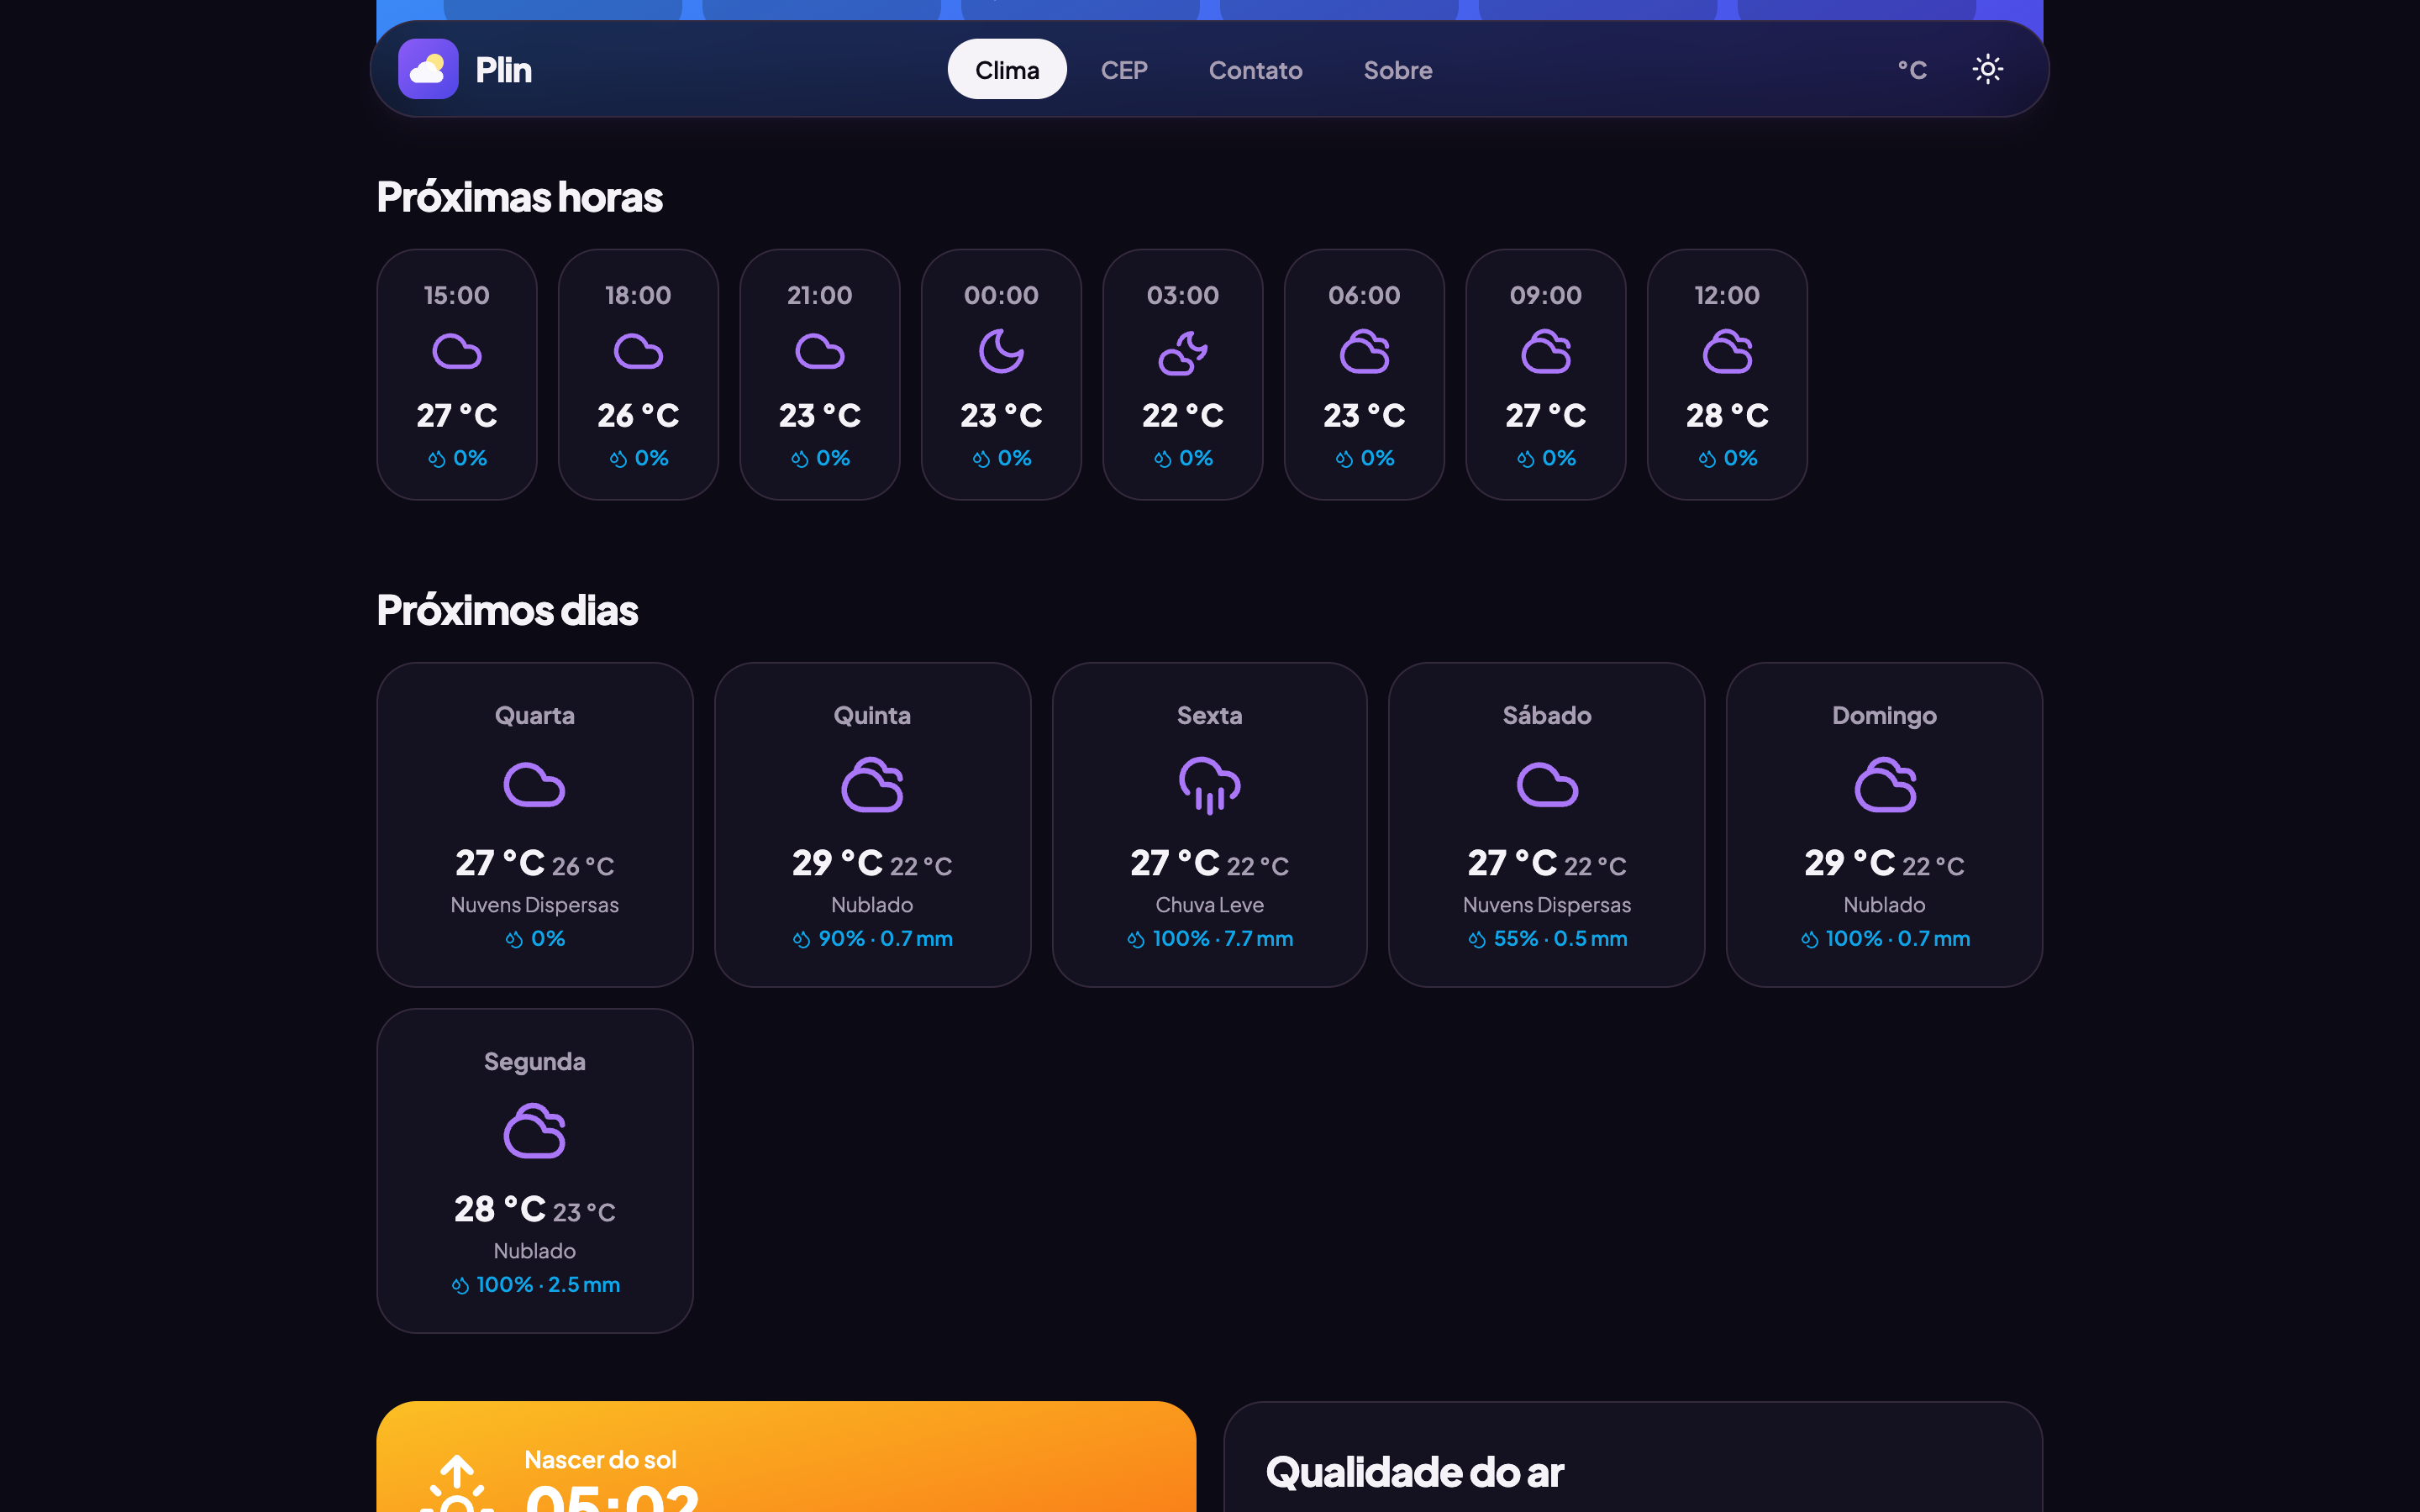 Plin
Clima CEP Contato Sobre
°C
Próximas horas
15:00 18:00 21:00 00:00 03:00 06:00 09:00 12:00
27 °C 26 °C 23 °C 23 °C 22 °C 23 °C 27 °C 28 °C
0% 0% 0% 0% 0% 0% 0% 0%
Próximos dias
Quarta Quinta Sexta Sábado Domingo
27 °C 26 °C 29 °C 22 °C 27 °C 22 °C 27 °C 22 °C 29 °C 22 °C
Nuvens Dispersas Nublado Chuva Leve Nuvens Dispersas Nublado
0% 90% · 0.7 mm 100% · 7.7 mm 55% · 0.5 mm 100% · 0.7 mm
Segunda
28 °C 23 °C
Nublado
100% · 2.5 mm
Nascer do sol
05:02
Qualidade do ar